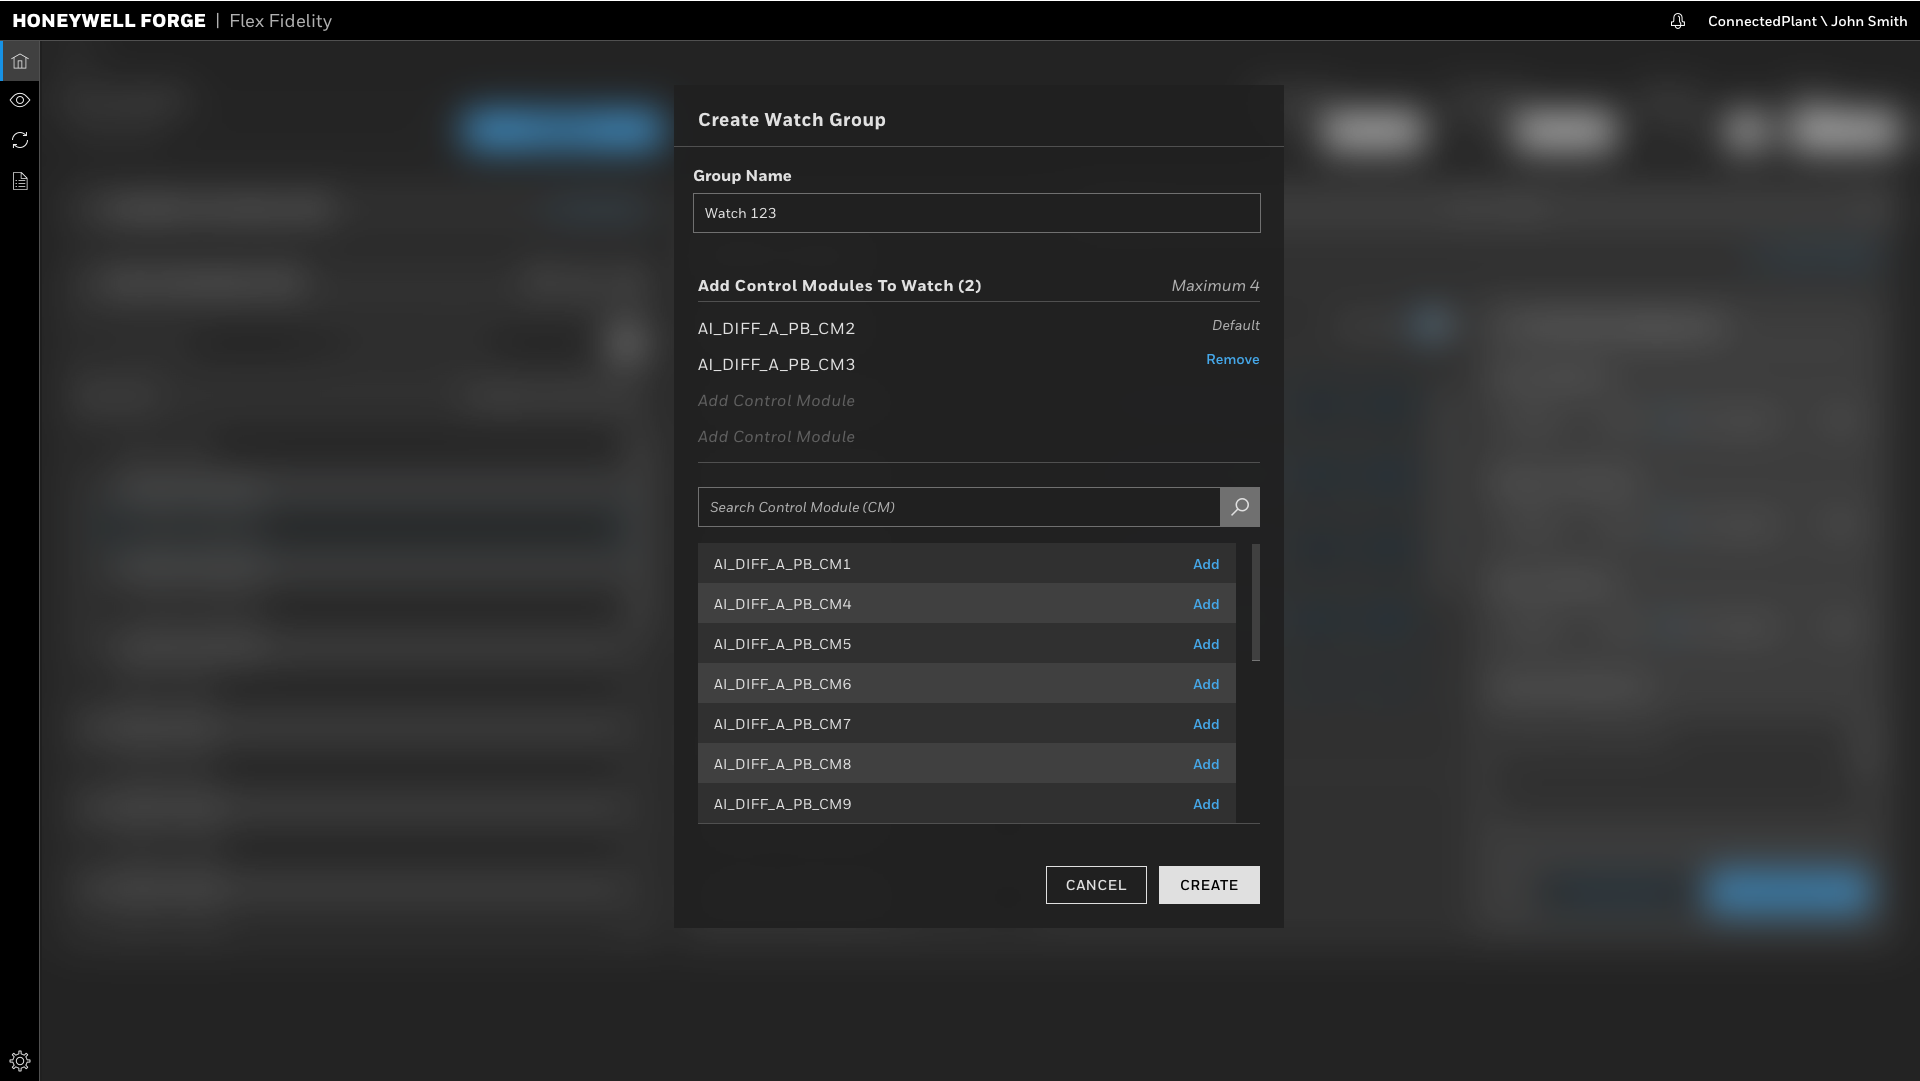 HONEYWELL FORGE | Flex Fidelity
ConnectedPlant \ John Smith
Create Watch Group
Group Name
Watch 123
Add Control Modules To Watch (2)
Maximum 4
AI_DIFF_A_PB_CM2
Default
AI_DIFF_A_PB_CM3
Remove
Add Control Module
Add Control Module
Search Control Module (CM)
AI_DIFF_A_PB_CM1
Add
AI_DIFF_A_PB_CM4
Add
AI_DIFF_A_PB_CM5
Add
AI_DIFF_A_PB_CM6
Add
AI_DIFF_A_PB_CM7
Add
AI_DIFF_A_PB_CM8
Add
AI_DIFF_A_PB_CM9
Add
CANCEL
CREATE